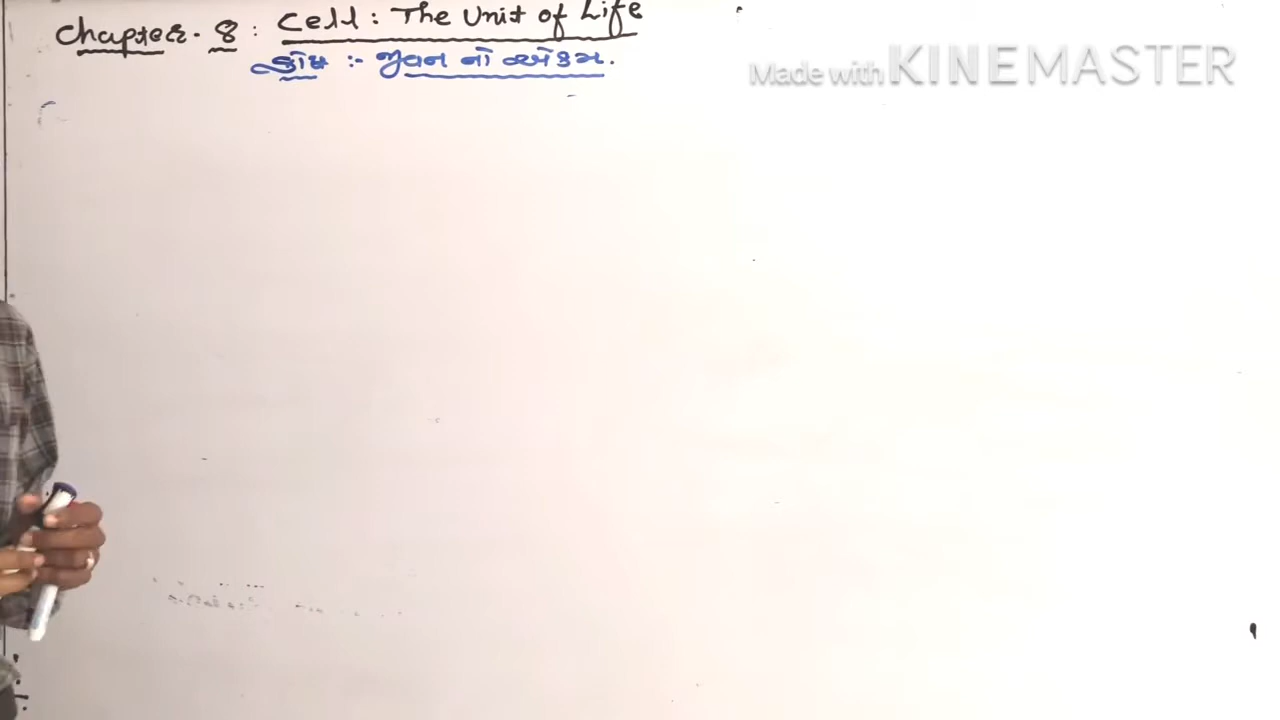 Chapter. 8 : Cell : The Unit of Life
Made with KINEMASTER
કોષ :- જીવન નો એકમ.